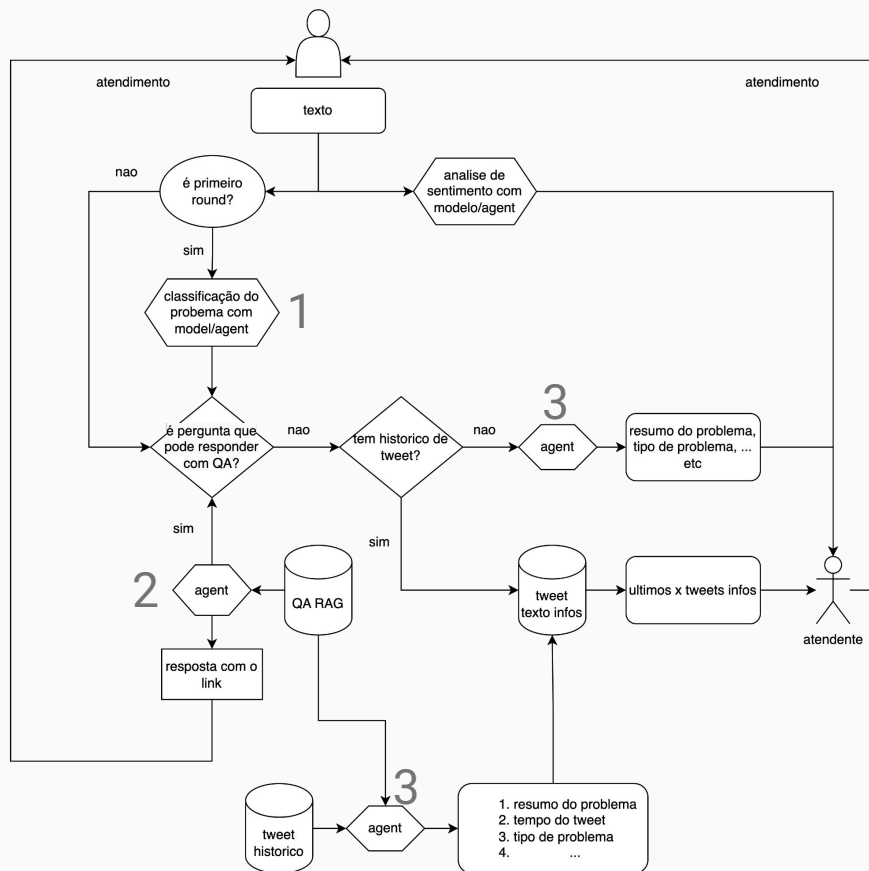 atendimento
atendimento
texto
nao
é primeiro
round?
analise de
sentimento com
modelo/agent
sim
classificação do
probema com
model/agent
1
é pergunta que
pode responder
com QA?
nao
tem historico de
tweet?
nao
3
agent
resumo do problema,
tipo de problema, ...
etc
sim
sim
2
agent
QA RAG
tweet
texto infos
ultimos x tweets infos
atendente
resposta com o
link
3
tweet
historico
agent
1. resumo do problema
2. tempo do tweet
3. tipo de problema
4. ...